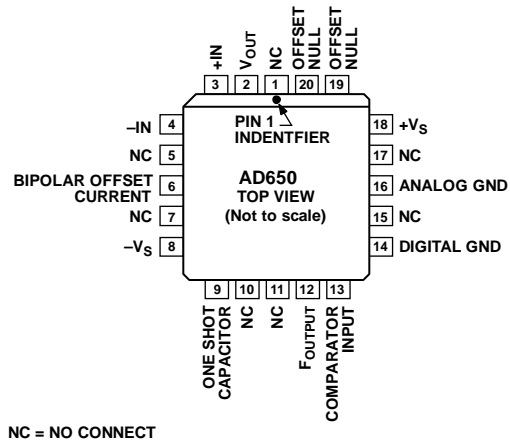 +IN
VOUT
NC
OFFSET
NULL
OFFSET
NULL
3
2
1
20
19
PIN 1
INDENTFIER
–IN 4
NC 5
BIPOLAR OFFSET
CURRENT 6
NC 7
–VS 8
AD650
TOP VIEW
(Not to scale)
18 +VS
17 NC
16 ANALOG GND
15 NC
14 DIGITAL GND
9
10
11
12
13
ONE SHOT
CAPACITOR
NC
NC
FOUTPUT
COMPARATOR
INPUT
NC = NO CONNECT